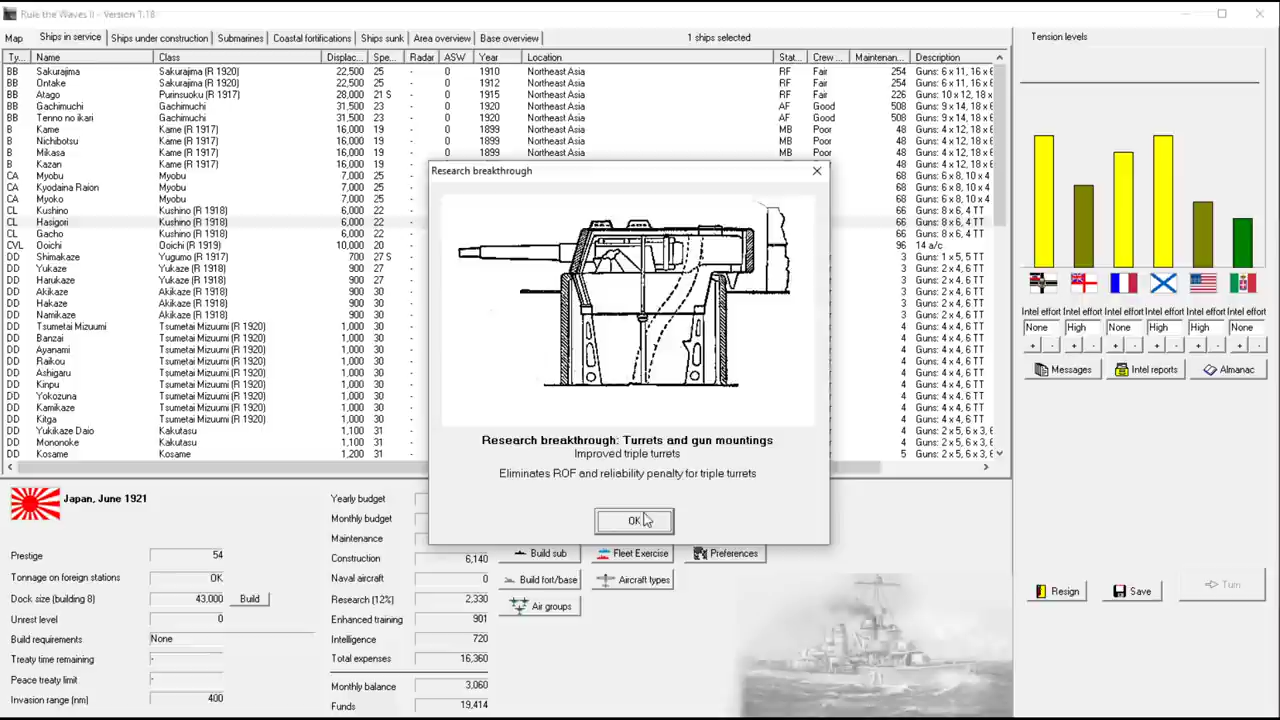 Rule the Waves II - Version 1.18
Map Ships in service Ships under construction Submarines Coastal fortifications Ships sunk Area overview Base overview 1 ships selected
Ty... Name Class Displac... Spe... Radar ASW Year Location Stat... Crew ... Maintenan... Description
BB Sakurajima Sakurajima (R 1920) 22,500 25 - 0 1910 Northeast Asia RF Fair 254 Guns: 6 x 11, 16 x 6
BB Ontake Sakurajima (R 1920) 22,500 25 - 0 1912 Northeast Asia RF Fair 254 Guns: 6 x 11, 16 x 6
BB Atago Purinsuoku (R 1917) 28,000 21 S - 0 1915 Northeast Asia RF Fair 226 Guns: 10 x 12, 18 x
BB Gachimuchi Gachimuchi 31,500 23 - 0 1920 Northeast Asia AF Good 508 Guns: 9 x 14, 18 x 6
BB Tenno no ikari Gachimuchi 31,500 23 - 0 1920 Northeast Asia AF Good 508 Guns: 9 x 14, 18 x 6
B Kame Kame (R 1917) 16,000 19 - 0 1899 Northeast Asia MB Poor 48 Guns: 4 x 12, 18 x 6
B Nichibotsu Kame (R 1917) 16,000 19 - 0 1899 Northeast Asia MB Poor 48 Guns: 4 x 12, 18 x 6
B Mikasa Kame (R 1917) 16,000 19 - 0 1899 Northeast Asia MB Poor 48 Guns: 4 x 12, 18 x 6
B Kazan Kame (R 1917) 16,000 19 48 Guns: 4 x 12, 18 x 6
CA Myobu Myobu 7,000 25 68 Guns: 6 x 8, 10 x 4
CA Kyodaina Raion Myobu 7,000 25 68 Guns: 6 x 8, 10 x 4
CA Myoko Myobu 7,000 25 68 Guns: 6 x 8, 10 x 4
CL Kushino Kushino (R 1918) 6,000 22 66 Guns: 8 x 6, 4 TT
CL Hasigori Kushino (R 1918) 6,000 22 66 Guns: 8 x 6, 4 TT
CL Gacho Kushino (R 1918) 6,000 22 66 Guns: 8 x 6, 4 TT
CVL Ooichi Ooichi (R 1919) 10,000 20 96 14 a/c
DD Shimakaze Yugumo (R 1917) 700 27 S 3 Guns: 1 x 5, 5 TT
DD Yukaze Yukaze (R 1918) 900 27 3 Guns: 2 x 4, 6 TT
DD Harukaze Yukaze (R 1918) 900 27 3 Guns: 2 x 4, 6 TT
DD Akikaze Akikaze (R 1918) 900 30 3 Guns: 2 x 4, 6 TT
DD Hakaze Akikaze (R 1918) 900 30 3 Guns: 2 x 4, 6 TT
DD Namikaze Akikaze (R 1918) 900 30 3 Guns: 2 x 4, 6 TT
DD Tsumetai Mizuumi Tsumetai Mizuumi (R 1920) 1,000 30 4 Guns: 4 x 4, 6 TT
DD Banzai Tsumetai Mizuumi (R 1920) 1,000 30 4 Guns: 4 x 4, 6 TT
DD Ayanami Tsumetai Mizuumi (R 1920) 1,000 30 4 Guns: 4 x 4, 6 TT
DD Raikou Tsumetai Mizuumi (R 1920) 1,000 30 4 Guns: 4 x 4, 6 TT
DD Ashigaru Tsumetai Mizuumi (R 1920) 1,000 30 4 Guns: 4 x 4, 6 TT
DD Kinpu Tsumetai Mizuumi (R 1920) 1,000 30 4 Guns: 4 x 4, 6 TT
DD Yokozuna Tsumetai Mizuumi (R 1920) 1,000 30 4 Guns: 4 x 4, 6 TT
DD Kamikaze Tsumetai Mizuumi (R 1920) 1,000 30 4 Guns: 4 x 4, 6 TT
DD Kitga Tsumetai Mizuumi (R 1920) 1,000 30 4 Guns: 4 x 4, 6 TT
DD Yukikaze Daio Kakutasu 1,100 31 4 Guns: 2 x 5, 6 x 3,
DD Mononoke Kakutasu 1,100 31 4 Guns: 2 x 5, 6 x 3,
DD Kosame Kosame 1,200 31 5 Guns: 2 x 5, 6 x 3,
Research breakthrough
Research breakthrough: Turrets and gun mountings
Improved triple turrets
Eliminates ROF and reliability penalty for triple turrets
OK
Tension levels
Intel effort Intel effort Intel effort Intel effort Intel effort Intel effort
None High None High High None
+ - + - + - + - + - + -
Messages Intel reports Almanac
Japan, June 1921
Prestige 54
Tonnage on foreign stations OK
Dock size (building 8) 43,000 Build
Unrest level 0
Build requirements None
Treaty time remaining -
Peace treaty limit -
Invasion range (nm) 400
Yearly budget
Monthly budget
Maintenance
Construction 6,140
Naval aircraft 0
Research (12%) 2,330
Enhanced training 901
Intelligence 720
Total expenses 16,360
Monthly balance 3,060
Funds 19,414
Build sub Fleet Exercise Preferences
Build fort/base Aircraft types
Air groups
Resign Save Turn